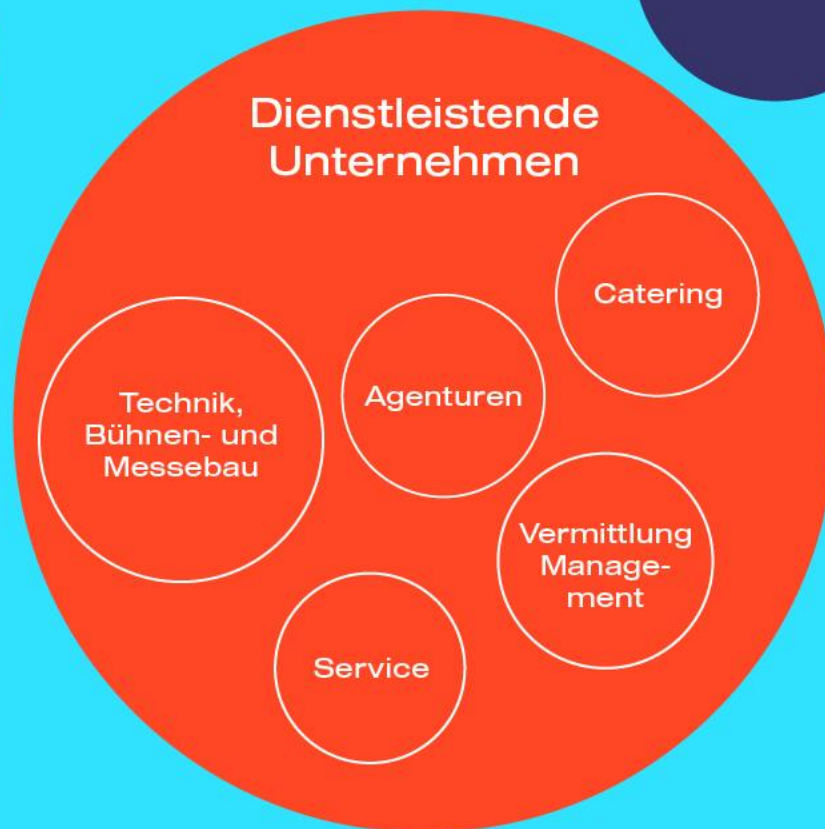 Dienstleistende
Unternehmen
Catering
Agenturen
Technik,
Bühnen- und
Messebau
Vermittlung
Manage-
ment
Service